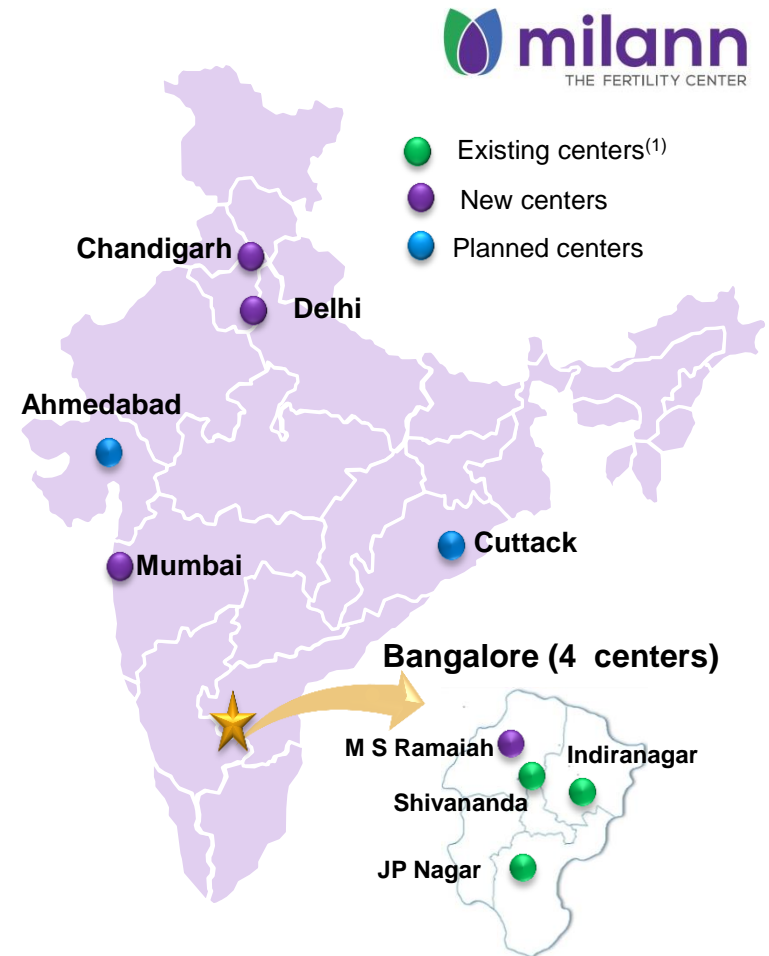 milann
THE FERTILITY CENTER
Existing centers(1)
New centers
Planned centers
Chandigarh
Delhi
Ahmedabad
Mumbai
Cuttack
Bangalore (4 centers)
M S Ramaiah
Indiranagar
Shivananda
JP Nagar